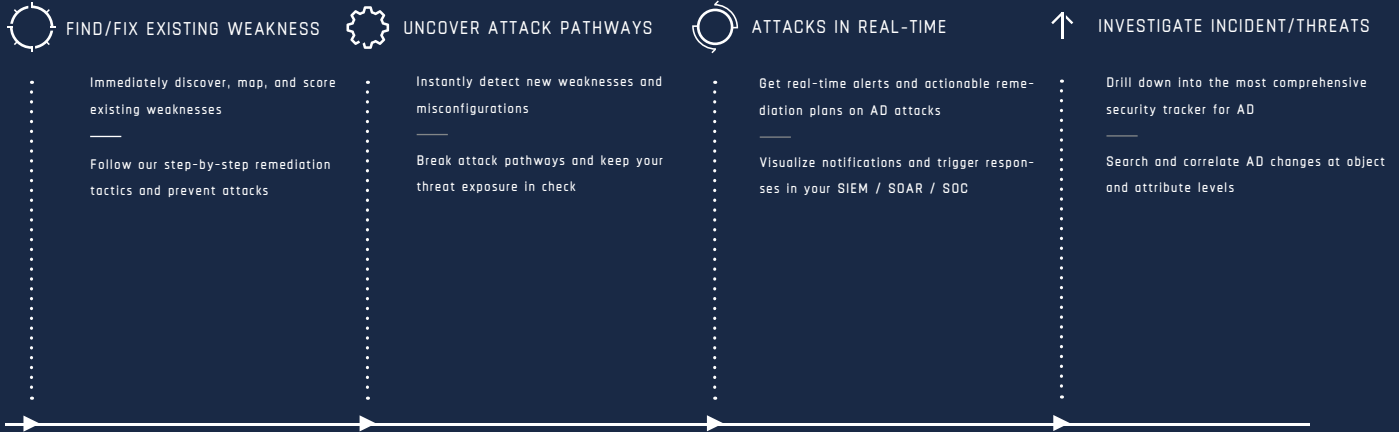 FIND/FIX EXISTING WEAKNESS
Immediately discover, map, and score
existing weaknesses
Follow our step-by-step remediation
tactics and prevent attacks
UNCOVER ATTACK PATHWAYS
Instantly detect new weaknesses and
misconfigurations
Break attack pathways and keep your
threat exposure in check
ATTACKS IN REAL-TIME
Get real-time alerts and actionable reme-
diation plans on AD attacks
Visualize notifications and trigger respon-
ses in your SIEM / SOAR / SOC
INVESTIGATE INCIDENT/THREATS
Drill down into the most comprehensive
security tracker for AD
Search and correlate AD changes at object
and attribute levels